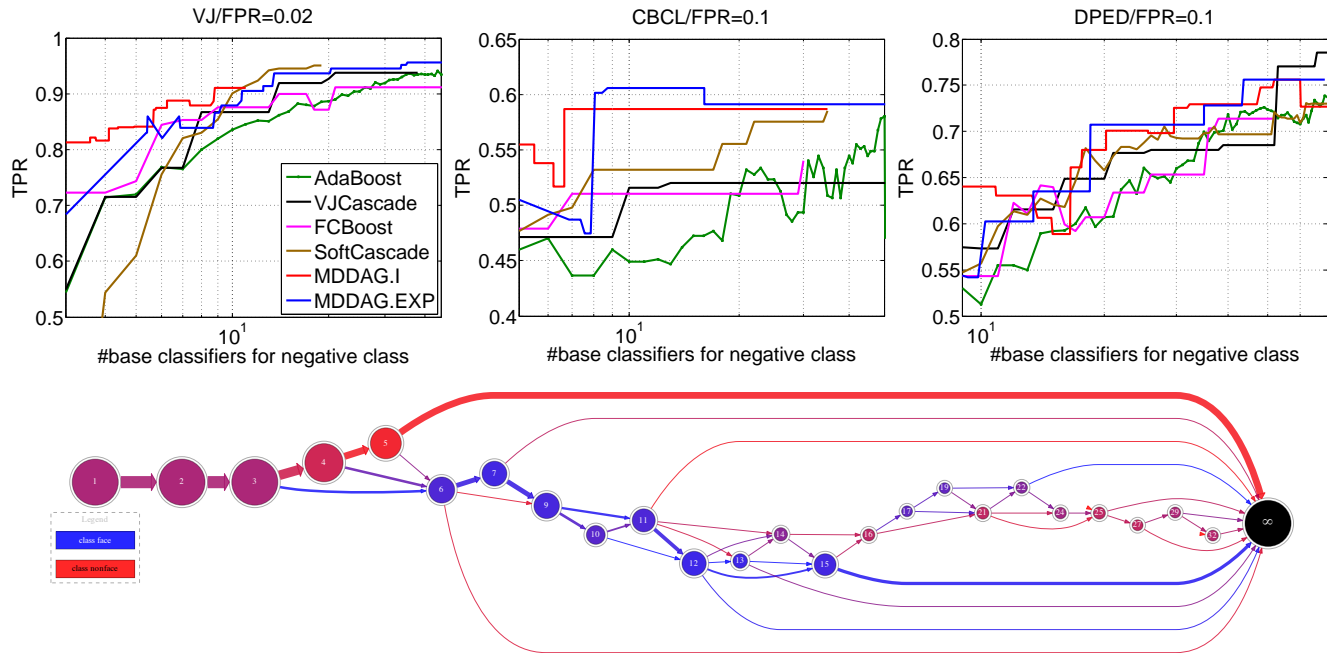 VJ/FPR=0.02
TPR
1
0.9
0.8
0.7
0.6
0.5
10^1
#base classifiers for negative class
AdaBoost
VJCascade
FCBoost
SoftCascade
MDDAG.I
MDDAG.EXP
CBCL/FPR=0.1
TPR
0.65
0.6
0.55
0.5
0.45
0.4
10^1
#base classifiers for negative class
DPED/FPR=0.1
TPR
0.8
0.75
0.7
0.65
0.6
0.55
0.5
10^1
#base classifiers for negative class
1
2
3
4
5
6
7
9
10
11
12
13
14
15
16
17
19
21
22
24
25
27
29
32
∞
Legend
class face
class nonface